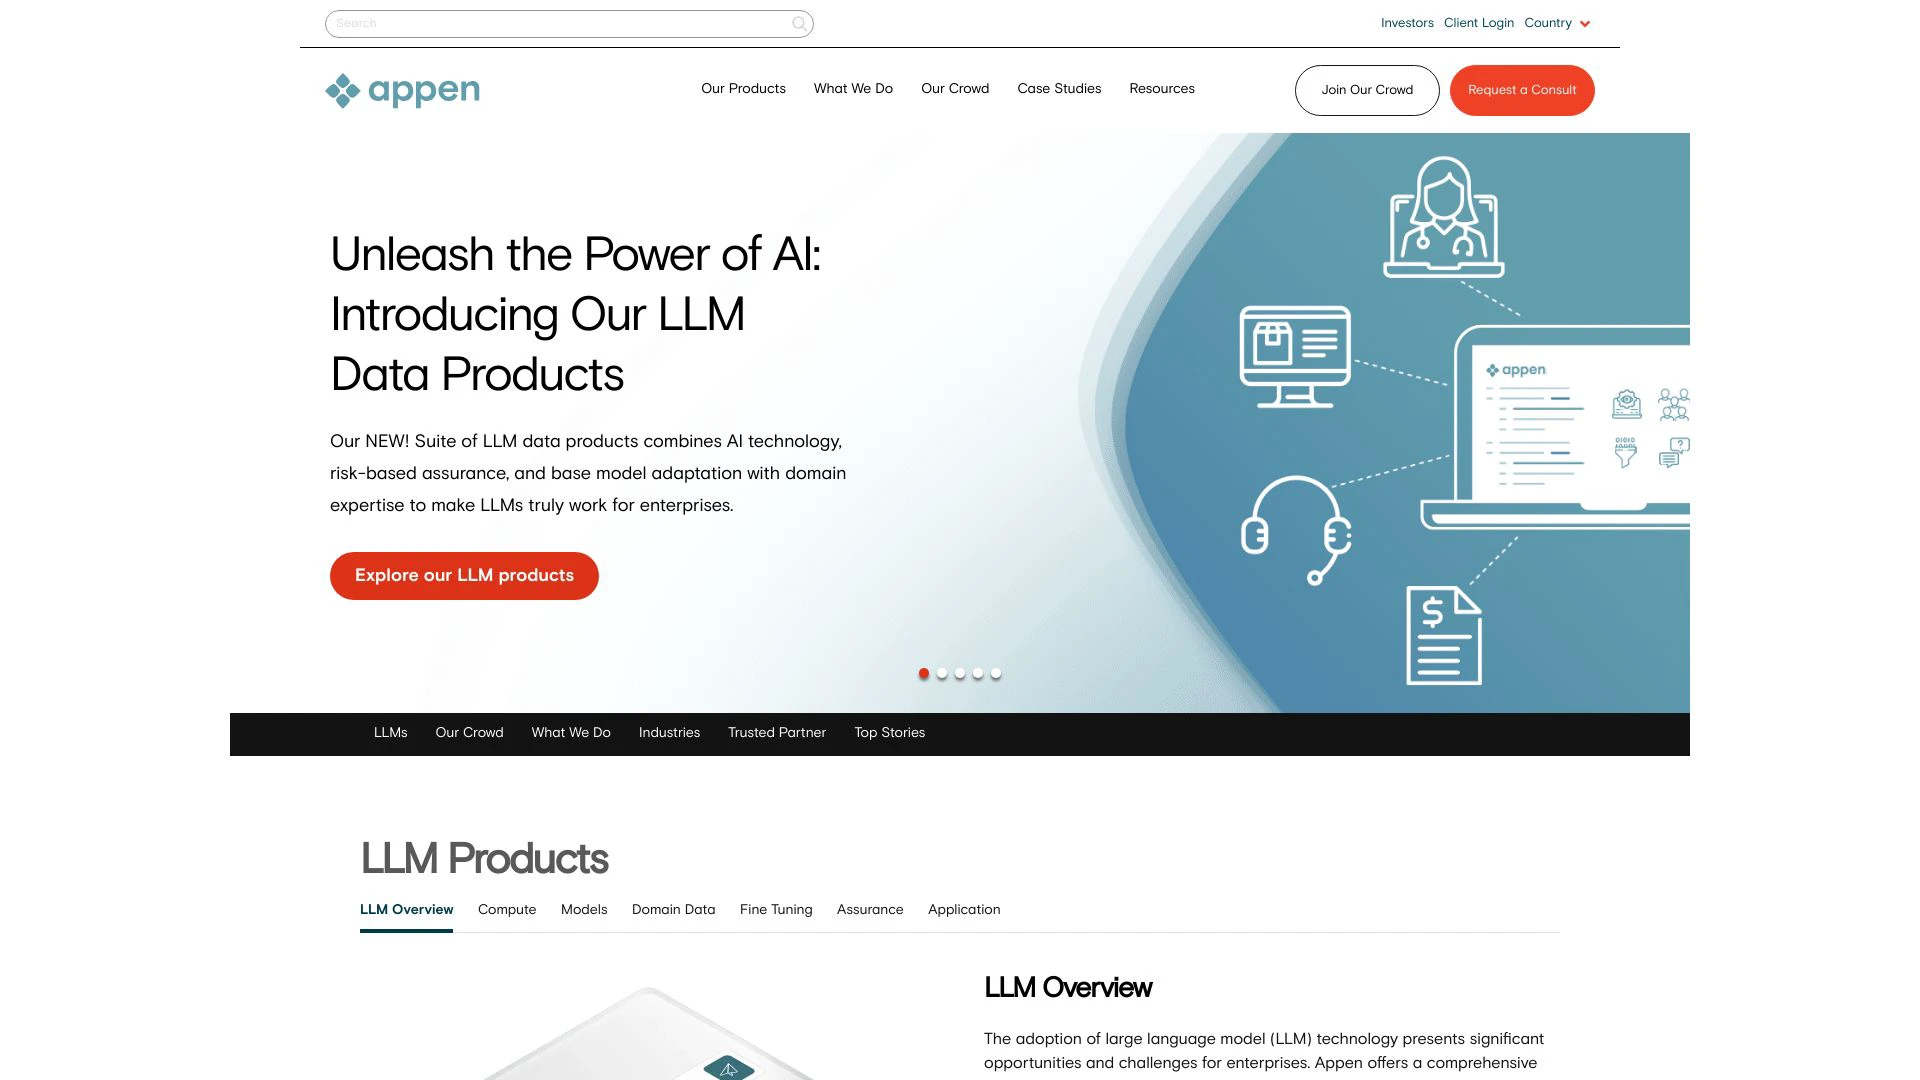 Search
Investors Client Login Country
appen
Our Products What We Do Our Crowd Case Studies Resources
Join Our Crowd Request a Consult
Unleash the Power of AI:
Introducing Our LLM
Data Products
Our NEW! Suite of LLM data products combines AI technology,
risk-based assurance, and base model adaptation with domain
expertise to make LLMs truly work for enterprises.
Explore our LLM products
appen
$
LLMs Our Crowd What We Do Industries Trusted Partner Top Stories
LLM Products
LLM Overview Compute Models Domain Data Fine Tuning Assurance Application
LLM Overview
The adoption of large language model (LLM) technology presents significant
opportunities and challenges for enterprises. Appen offers a comprehensive